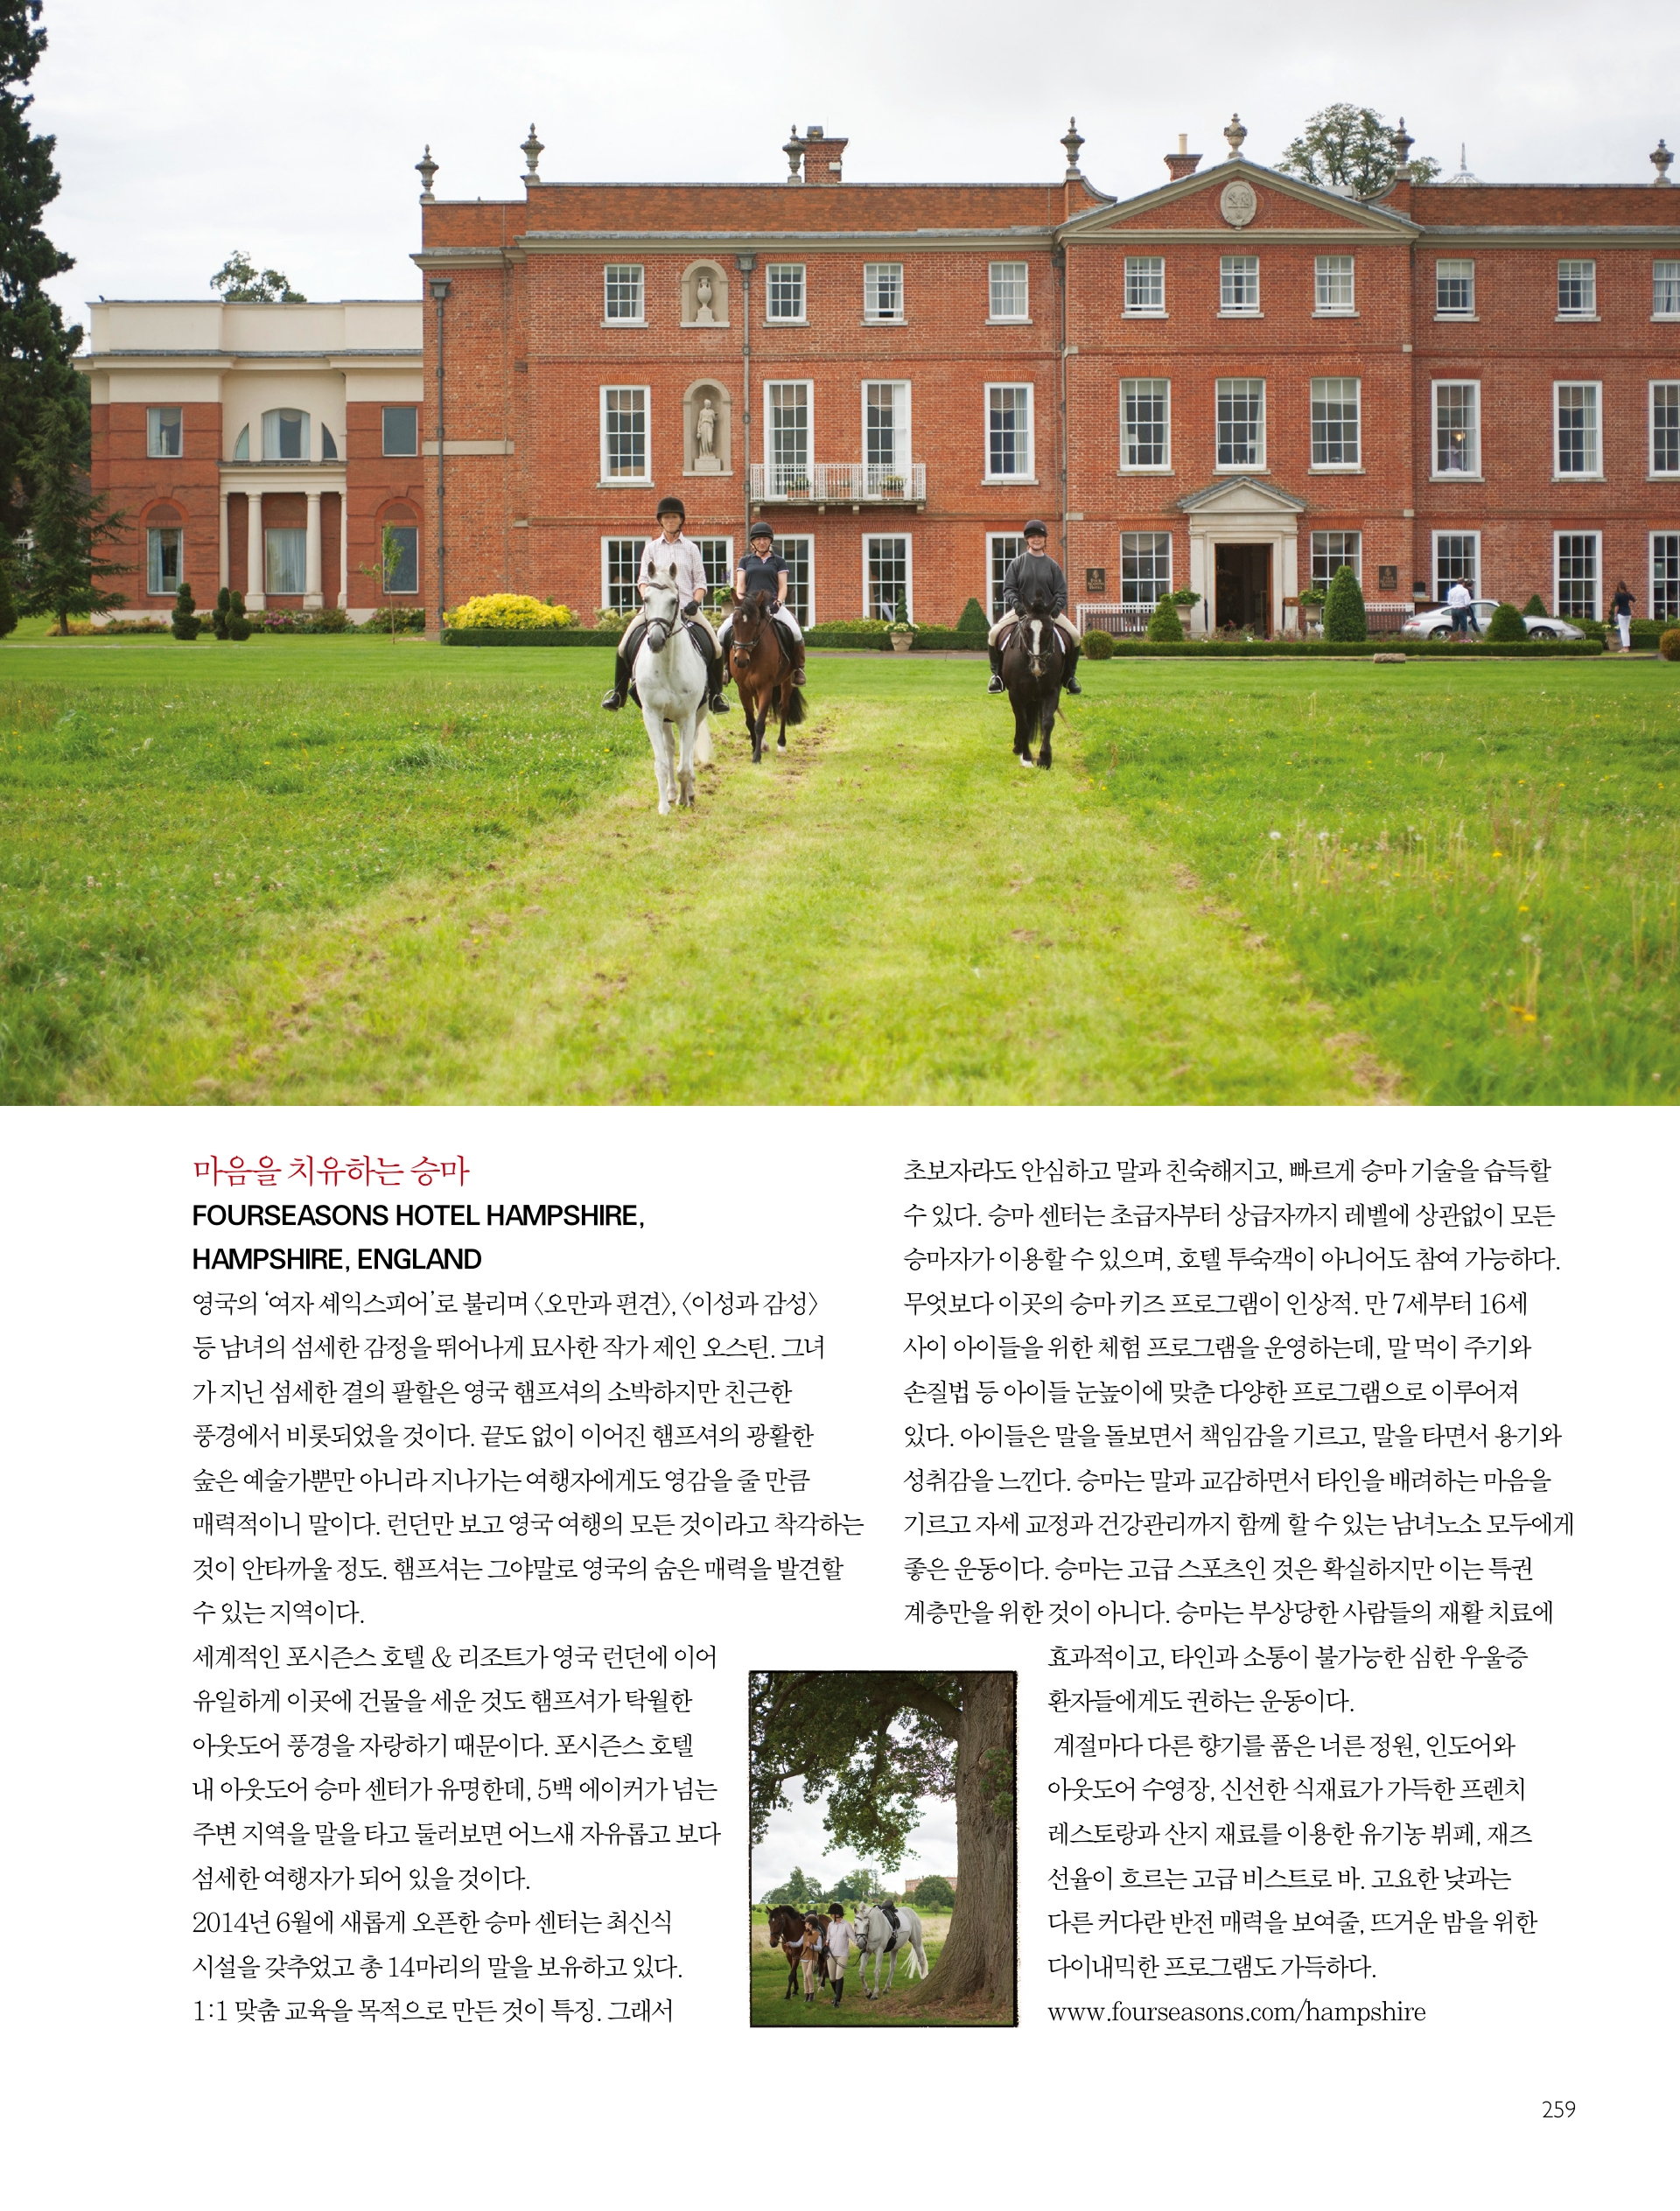 마음을 치유하는 승마
FOURSEASONS HOTEL HAMPSHIRE,
HAMPSHIRE, ENGLAND
영국의 ‘여자 셰익스피어’로 불리며 〈오만과 편견〉, 〈이성과 감성〉
등 남녀의 섬세한 감정을 뛰어나게 묘사한 작가 제인 오스틴. 그녀
가 지닌 섬세한 결의 팔할은 영국 햄프셔의 소박하지만 친근한
풍경에서 비롯되었을 것이다. 끝도 없이 이어진 햄프셔의 광활한
숲은 예술가뿐만 아니라 지나가는 여행자에게도 영감을 줄 만큼
매력적이니 말이다. 런던만 보고 영국 여행의 모든 것이라고 착각하는
것이 안타까울 정도. 햄프셔는 그야말로 영국의 숨은 매력을 발견할
수 있는 지역이다.
세계적인 포시즌스 호텔 & 리조트가 영국 런던에 이어
유일하게 이곳에 건물을 세운 것도 햄프셔가 탁월한
아웃도어 풍경을 자랑하기 때문이다. 포시즌스 호텔
내 아웃도어 승마 센터가 유명한데, 5백 에이커가 넘는
주변 지역을 말을 타고 둘러보면 어느새 자유롭고 보다
섬세한 여행자가 되어 있을 것이다.
2014년 6월에 새롭게 오픈한 승마 센터는 최신식
시설을 갖추었고 총 14마리의 말을 보유하고 있다.
1:1 맞춤 교육을 목적으로 만든 것이 특징. 그래서
초보자라도 안심하고 말과 친숙해지고, 빠르게 승마 기술을 습득할
수 있다. 승마 센터는 초급자부터 상급자까지 레벨에 상관없이 모든
승마자가 이용할 수 있으며, 호텔 투숙객이 아니어도 참여 가능하다.
무엇보다 이곳의 승마 키즈 프로그램이 인상적. 만 7세부터 16세
사이 아이들을 위한 체험 프로그램을 운영하는데, 말 먹이 주기와
손질법 등 아이들 눈높이에 맞춘 다양한 프로그램으로 이루어져
있다. 아이들은 말을 돌보면서 책임감을 기르고, 말을 타면서 용기와
성취감을 느낀다. 승마는 말과 교감하면서 타인을 배려하는 마음을
기르고 자세 교정과 건강관리까지 함께 할 수 있는 남녀노소 모두에게
좋은 운동이다. 승마는 고급 스포츠인 것은 확실하지만 이는 특권
계층만을 위한 것이 아니다. 승마는 부상당한 사람들의 재활 치료에
효과적이고, 타인과 소통이 불가능한 심한 우울증
환자들에게도 권하는 운동이다.
계절마다 다른 향기를 품은 너른 정원, 인도어와
아웃도어 수영장, 신선한 식재료가 가득한 프렌치
레스토랑과 산지 재료를 이용한 유기농 뷔페, 재즈
선율이 흐르는 고급 비스트로 바. 고요한 낮과는
다른 커다란 반전 매력을 보여줄, 뜨거운 밤을 위한
다이내믹한 프로그램도 가득하다.
www.fourseasons.com/hampshire
259